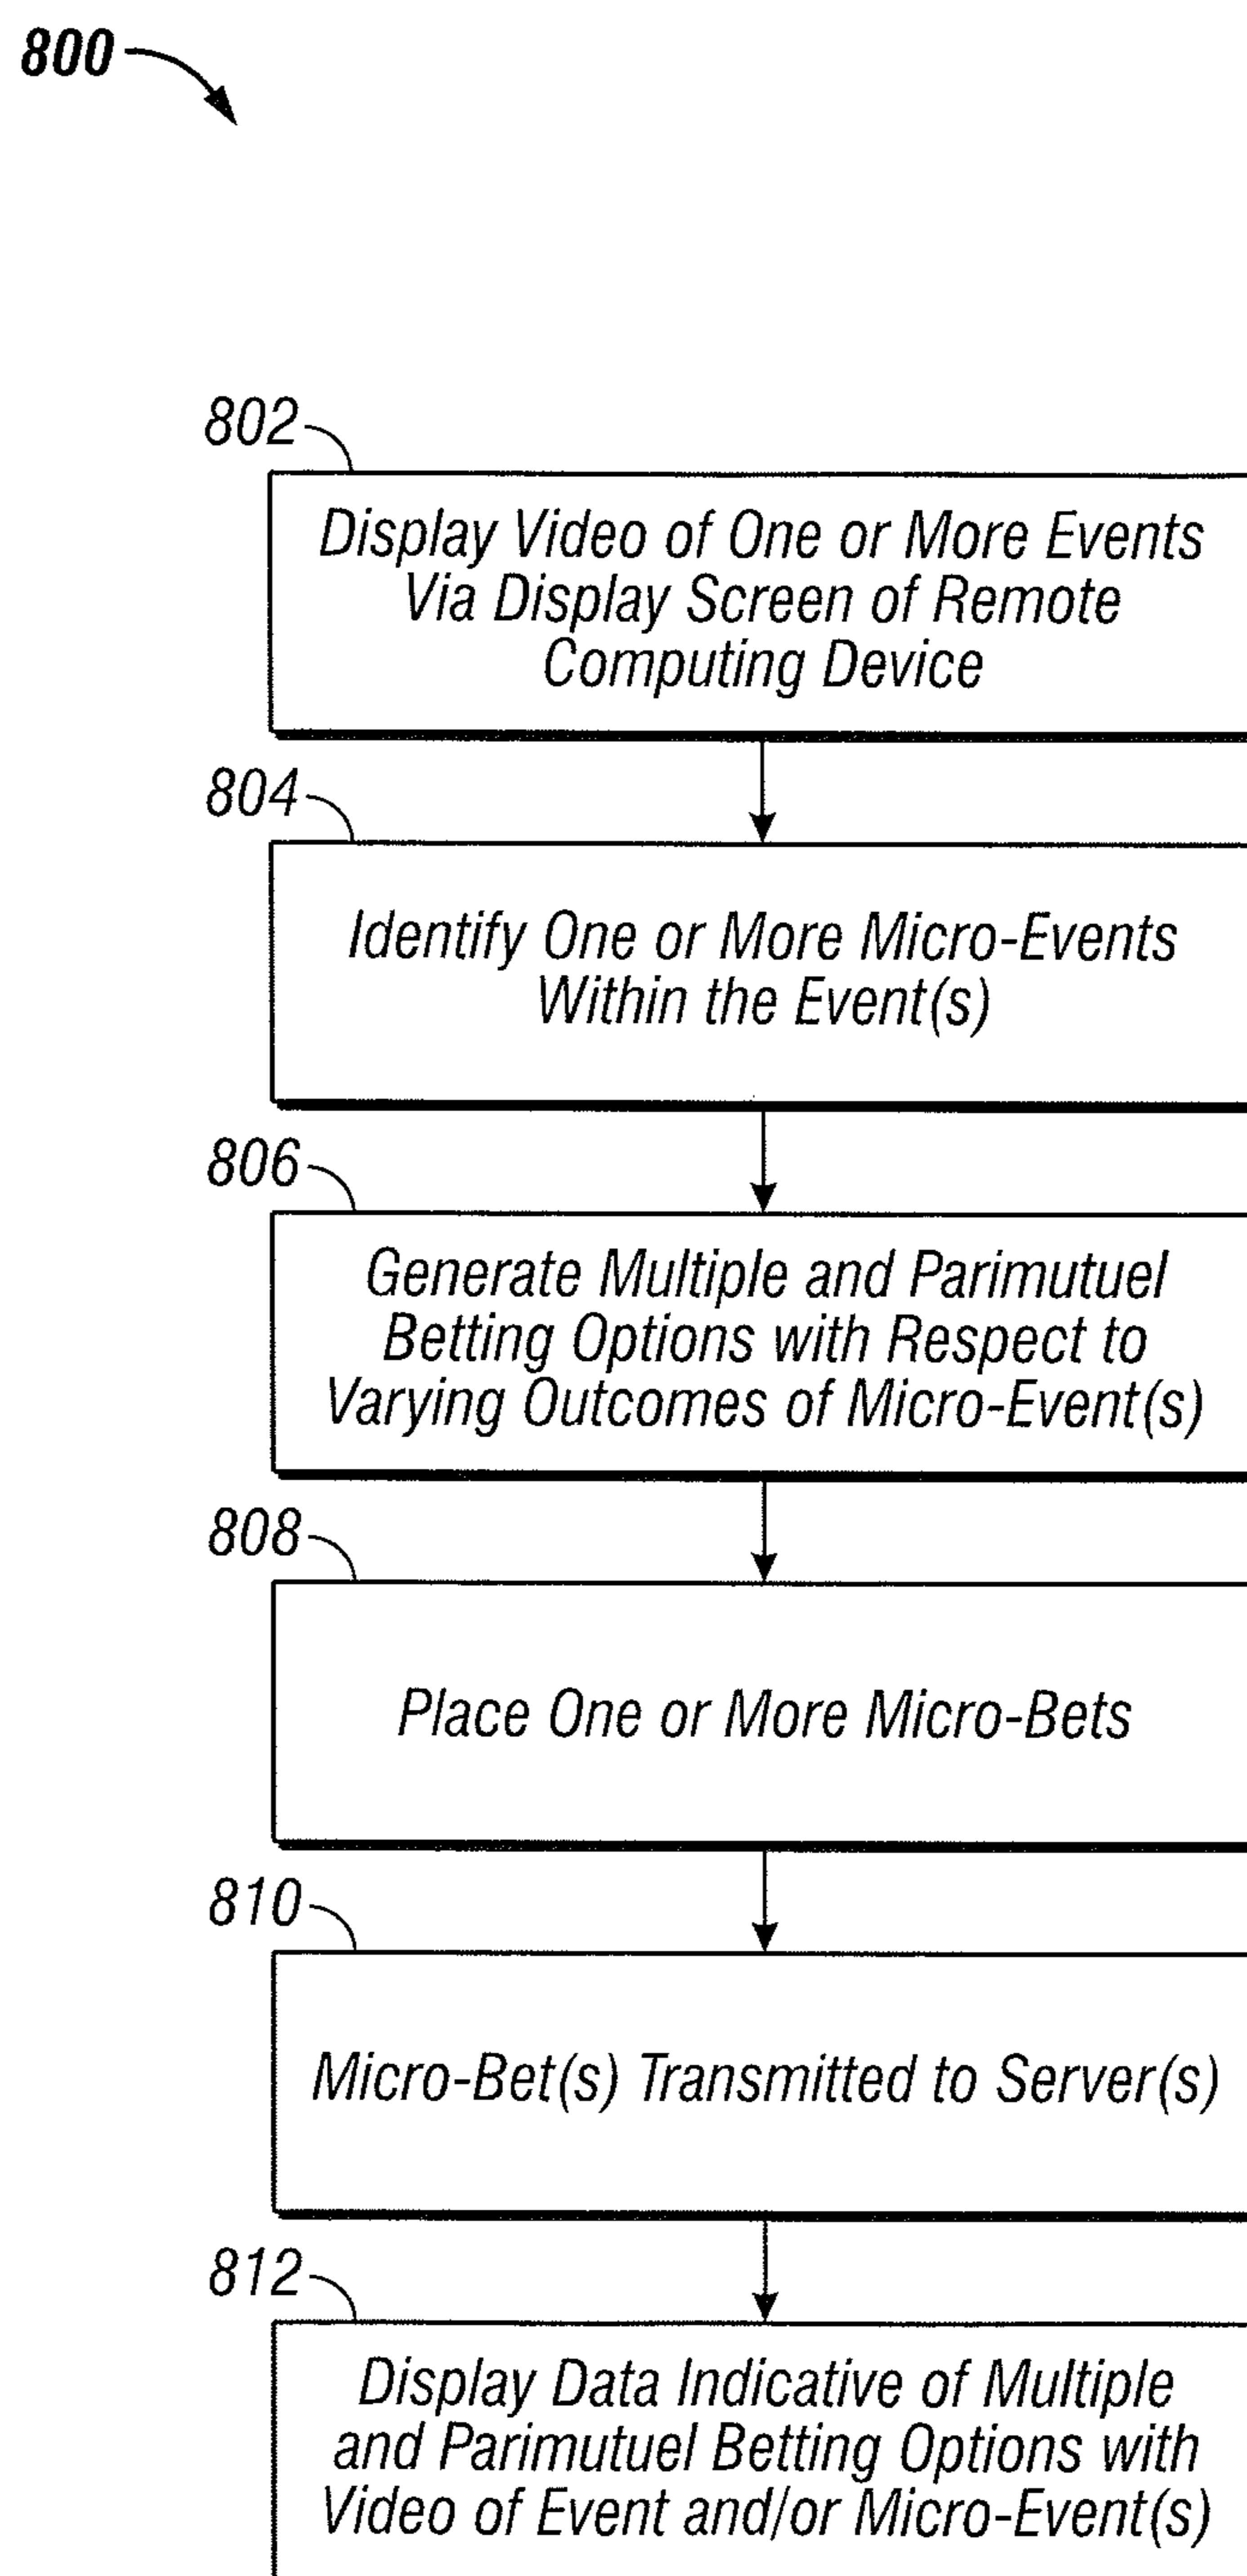 800
802
Display Video of One or More Events
Via Display Screen of Remote
Computing Device
804
Identify One or More Micro-Events
Within the Event(s)
806
Generate Multiple and Parimutuel
Betting Options with Respect to
Varying Outcomes of Micro-Event(s)
808
Place One or More Micro-Bets
810
Micro-Bet(s) Transmitted to Server(s)
812
Display Data Indicative of Multiple
and Parimutuel Betting Options with
Video of Event and/or Micro-Event(s)